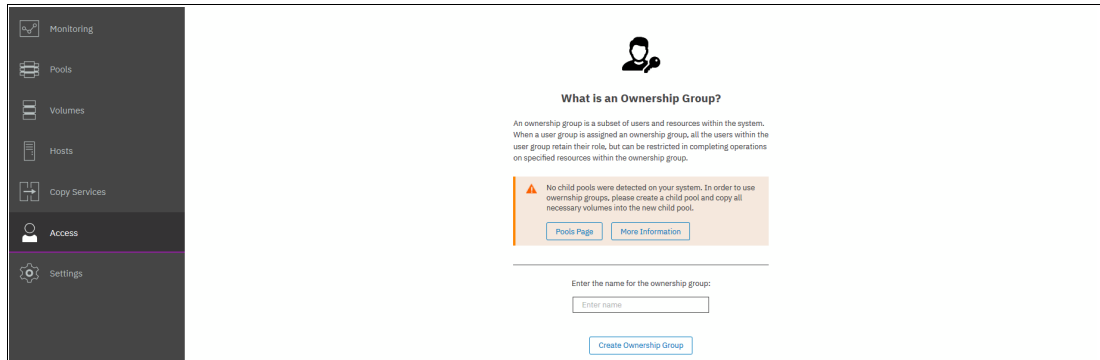 Monitoring
Pools
Volumes
Hosts
Copy Services
Access
Settings
What is an Ownership Group?
An ownership group is a subset of users and resources within the system.
When a user group is assigned an ownership group, all the users within the
user group retain their role, but can be restricted in completing operations
on specified resources within the ownership group.
No child pools were detected on your system. In order to use
owernship groups, please create a child pool and copy all
necessary volumes into the new child pool.
Pools Page More Information
Enter the name for the ownership group:
Enter name
Create Ownership Group